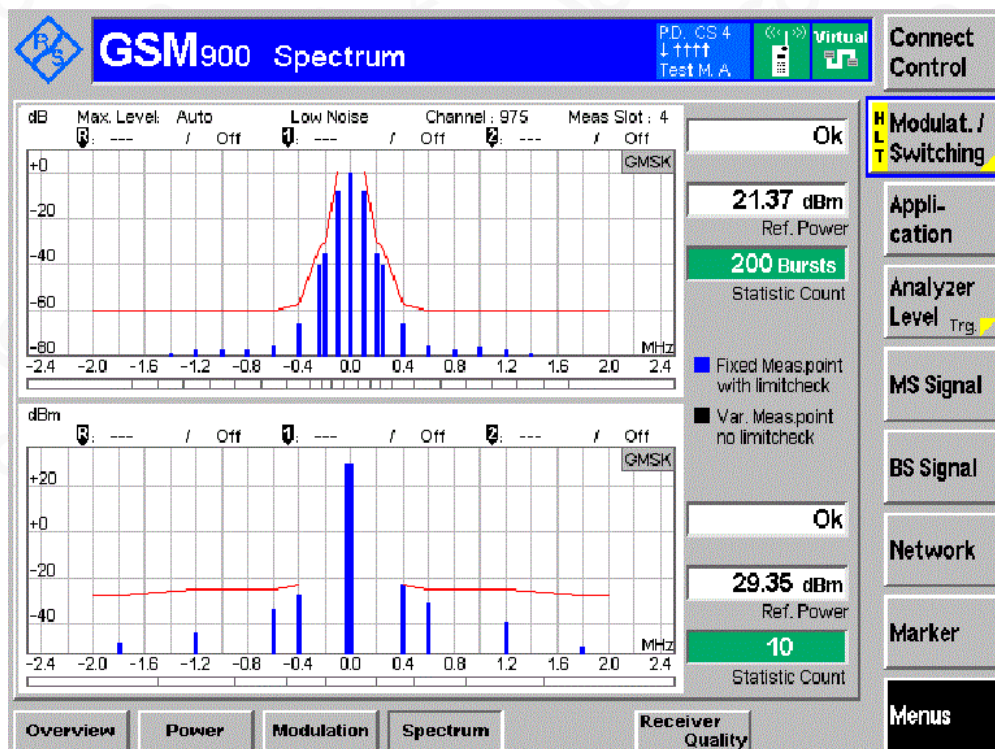 R/S
GSM900 Spectrum
PD. CS 4
↓ ↑↑↑↑
Test M. A
Virtual
Connect
Control
dB Max. Level: Auto Low Noise Channel : 975 Meas Slot : 4
R: --- / Off 1: --- / Off 2: --- / Off
GMSK
+0
-20
-40
-60
-80
MHz
-2.4 -2.0 -1.6 -1.2 -0.8 -0.4 0.0 0.4 0.8 1.2 1.6 2.0 2.4
Ok
21.37 dBm
Ref. Power
200 Bursts
Statistic Count
Fixed Meas.point
with limitcheck
Var. Meas.point
no limitcheck
dBm
R: --- / Off 1: --- / Off 2: --- / Off
GMSK
+20
+0
-20
-40
MHz
-2.4 -2.0 -1.6 -1.2 -0.8 -0.4 0.0 0.4 0.8 1.2 1.6 2.0 2.4
Ok
29.35 dBm
Ref. Power
10
Statistic Count
HLT
Modulat. /
Switching
Appli-
cation
Analyzer
Level Trg.
MS Signal
BS Signal
Network
Marker
Menus
Overview
Power
Modulation
Spectrum
Receiver
Quality